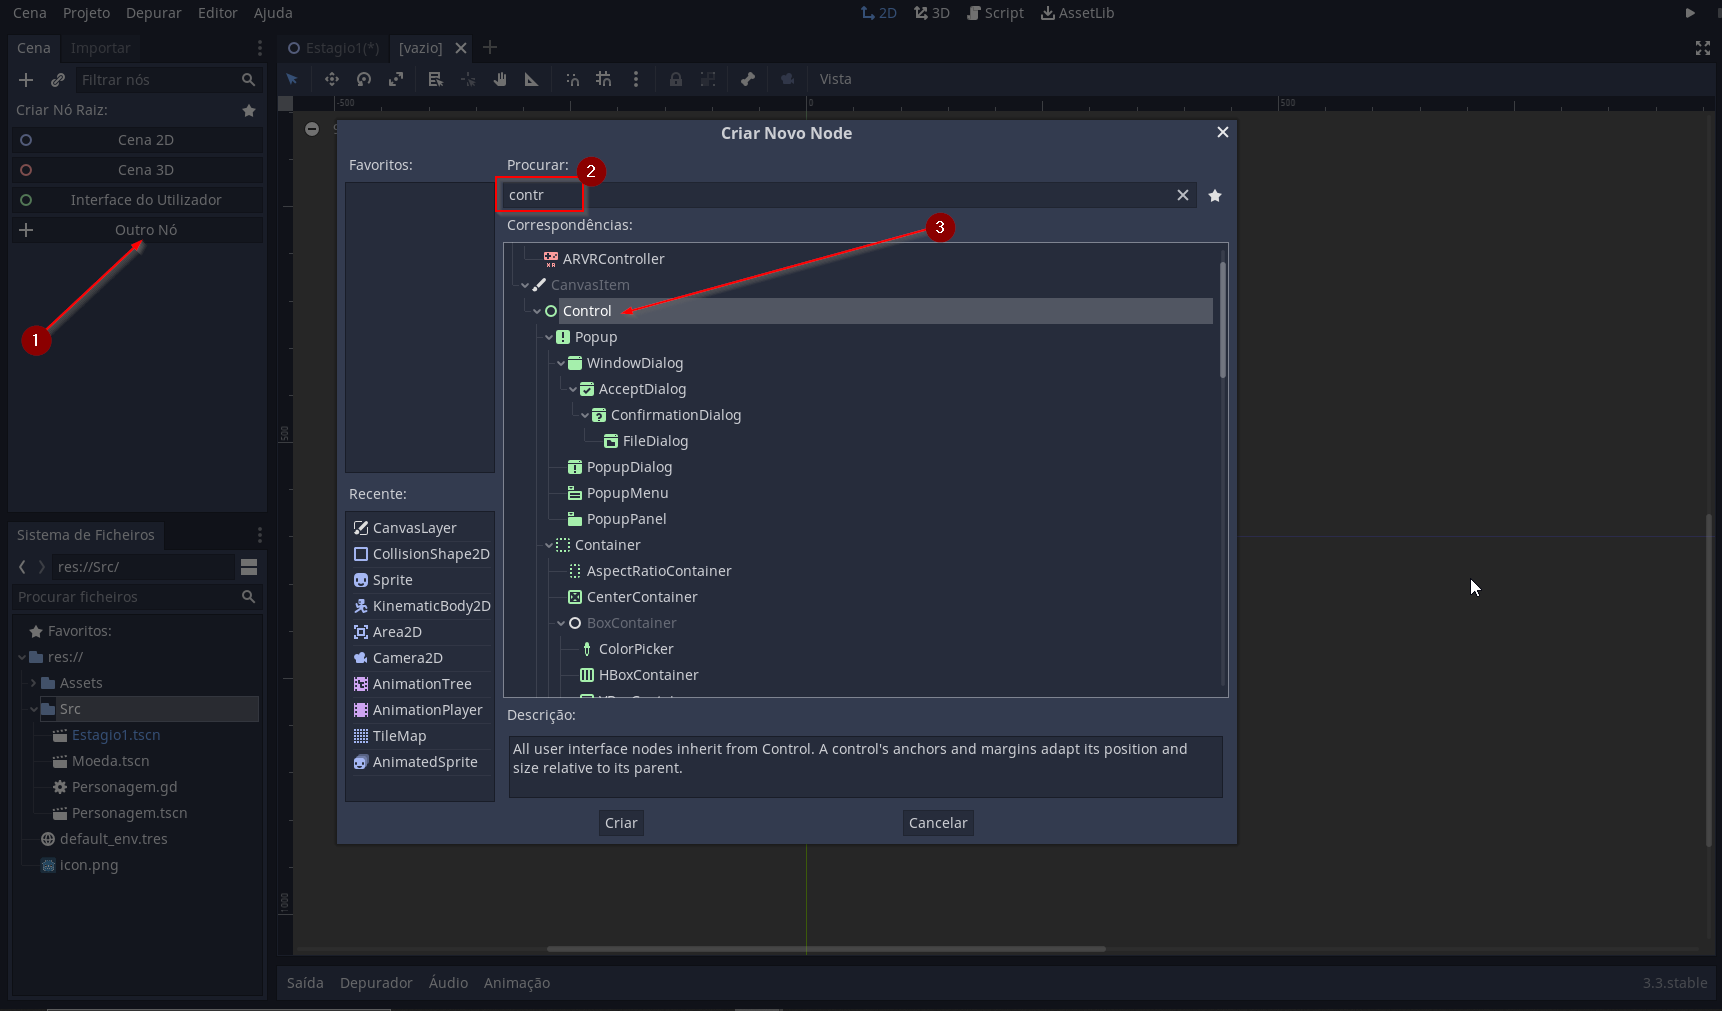 Cena Projeto Depurar Editor Ajuda
2D 3D Script AssetLib
Cena Importar
Estagio1(*) [vazio]
Filtrar nós
Vista
Criar Nó Raiz:
Cena 2D
Cena 3D
Interface do Utilizador
Outro Nó
1
-500 0 500
500
1000
Criar Novo Node
Favoritos:
Procurar:
2
contr
Correspondências:
3
ARVRController
CanvasItem
Control
Popup
WindowDialog
AcceptDialog
ConfirmationDialog
FileDialog
PopupDialog
PopupMenu
PopupPanel
Container
AspectRatioContainer
CenterContainer
BoxContainer
ColorPicker
HBoxContainer
Recente:
CanvasLayer
CollisionShape2D
Sprite
KinematicBody2D
Area2D
Camera2D
AnimationTree
AnimationPlayer
TileMap
AnimatedSprite
Descrição:
All user interface nodes inherit from Control. A control's anchors and margins adapt its position and
size relative to its parent.
Criar Cancelar
Sistema de Ficheiros
res://Src/
Procurar ficheiros
Favoritos:
res://
Assets
Src
Estagio1.tscn
Moeda.tscn
Personagem.gd
Personagem.tscn
default_env.tres
icon.png
Saída Depurador Áudio Animação
3.3.stable